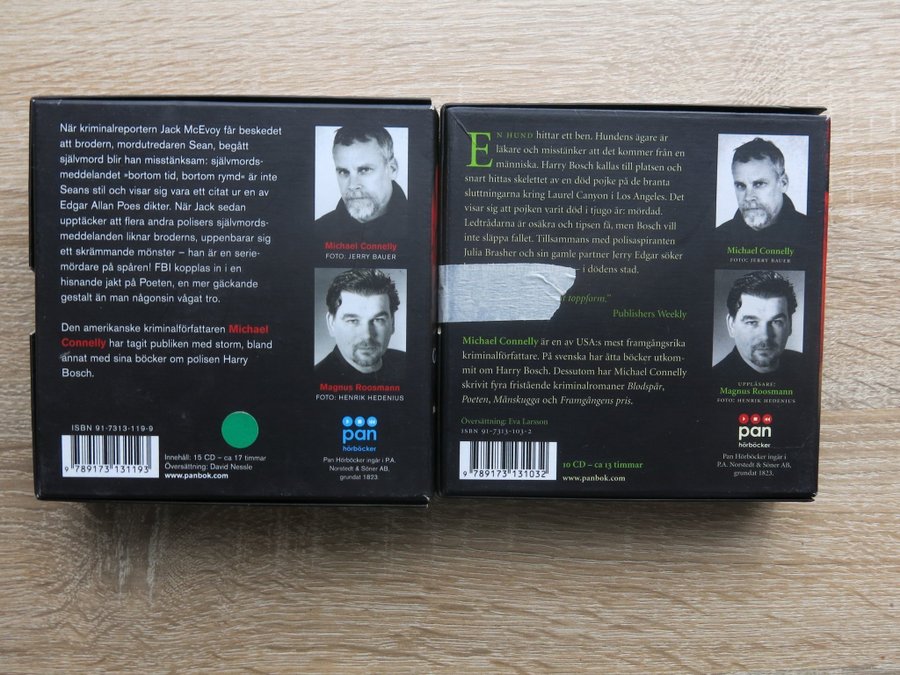 När kriminalreportern Jack McEvoy får beskedet
att brodern, mordutredaren Sean, begått
självmord blir han misstänksam: självmords-
meddelandet »bortom tid, bortom rymd» är inte
Seans stil och visar sig vara ett citat ur en av
Edgar Allan Poes dikter. När Jack sedan
upptäcker att flera andra polisers självmords-
meddelanden liknar broderns, uppenbarar sig
ett skrämmande mönster – han är en serie-
mördare på spåren! FBI kopplas in i en
hisnande jakt på Poeten, en mer gäckande
gestalt än man någonsin vågat tro.
Den amerikanske kriminalförfattaren Michael
Connelly har tagit publiken med storm, bland
annat med sina böcker om polisen Harry
Bosch.
Michael Connelly
FOTO: JERRY BAUER
Magnus Roosmann
FOTO: HENRIK HEDENIUS
ISBN 91-7313-119-9
9 789173 131193
Innehåll: 15 CD – ca 17 timmar
Översättning: David Nessle
www.panbok.com
pan
hörböcker
Pan Hörböcker ingår i P.A.
Norstedt & Söner AB,
grundat 1823.
EN HUND hittar ett ben. Hundens ägare är
läkare och misstänker att det kommer från en
människa. Harry Bosch kallas till platsen och
snart hittas skelettet av en död pojke på de branta
sluttningarna kring Laurel Canyon i Los Angeles. Det
visar sig att pojken varit död i tjugo år: mördad.
Ledtrådarna är osäkra och tipsen få, men Bosch vill
inte släppa fallet. Tillsammans med polisaspiranten
Julia Brasher och sin gamle partner Jerry Edgar söker
– i dödens stad.
toppform."
Publishers Weekly
Michael Connelly är en av USA:s mest framgångsrika
kriminalförfattare. På svenska har åtta böcker utkom-
mit om Harry Bosch. Dessutom har Michael Connelly
skrivit fyra fristående kriminalromaner Blodspår,
Poeten, Månskugga och Framgångens pris.
Översättning: Eva Larsson
ISBN 91-7313-103-2
9 789173 131032
10 CD – ca 13 timmar
www.panbok.com
Michael Connelly
FOTO: JERRY BAUER
UPPLÄSARE:
Magnus Roosmann
FOTO: HENRIK HEDENIUS
pan
hörböcker
Pan Hörböcker ingår i
P.A. Norstedt & Söner AB,
grundat 1823.